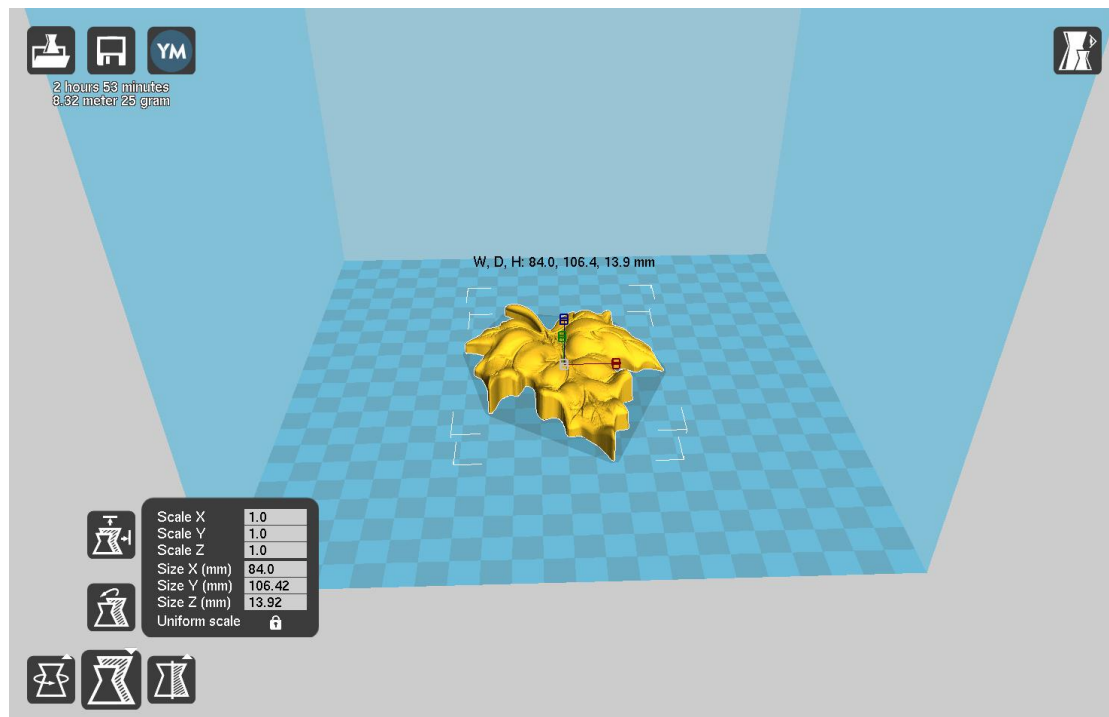 YM
2 hours 53 minutes
8.32 meter 25 gram
W, D, H: 84.0, 106.4, 13.9 mm
Scale X 1.0
Scale Y 1.0
Scale Z 1.0
Size X (mm) 84.0
Size Y (mm) 106.42
Size Z (mm) 13.92
Uniform scale